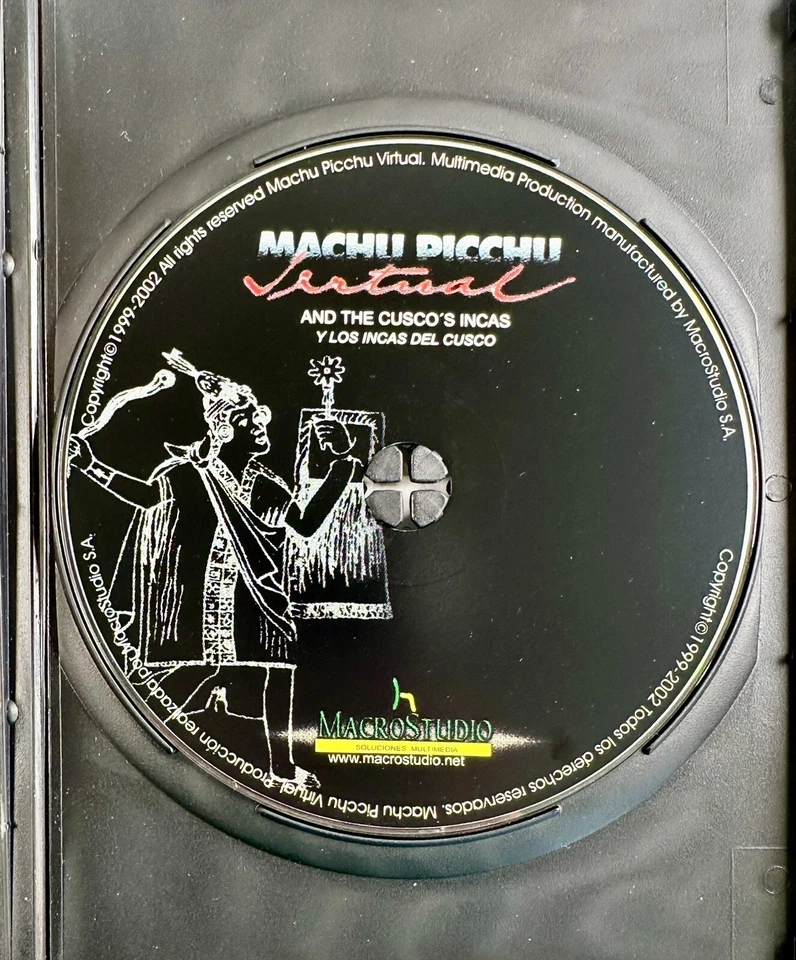 Copyright©1999-2002 All rights reserved Machu Picchu Virtual. Multimedia Production manufactured by MacroStudio S.A.
MACHU PICCHU
Virtual
AND THE CUSCO´S INCAS
Y LOS INCAS DEL CUSCO
MACROSTUDIO
SOLUCIONES MULTIMEDIA
www.macrostudio.net
Copyright©1999-2002 Todos los derechos reservados. Machu Picchu Virtual. Producción realizada por MacroStudio S.A.